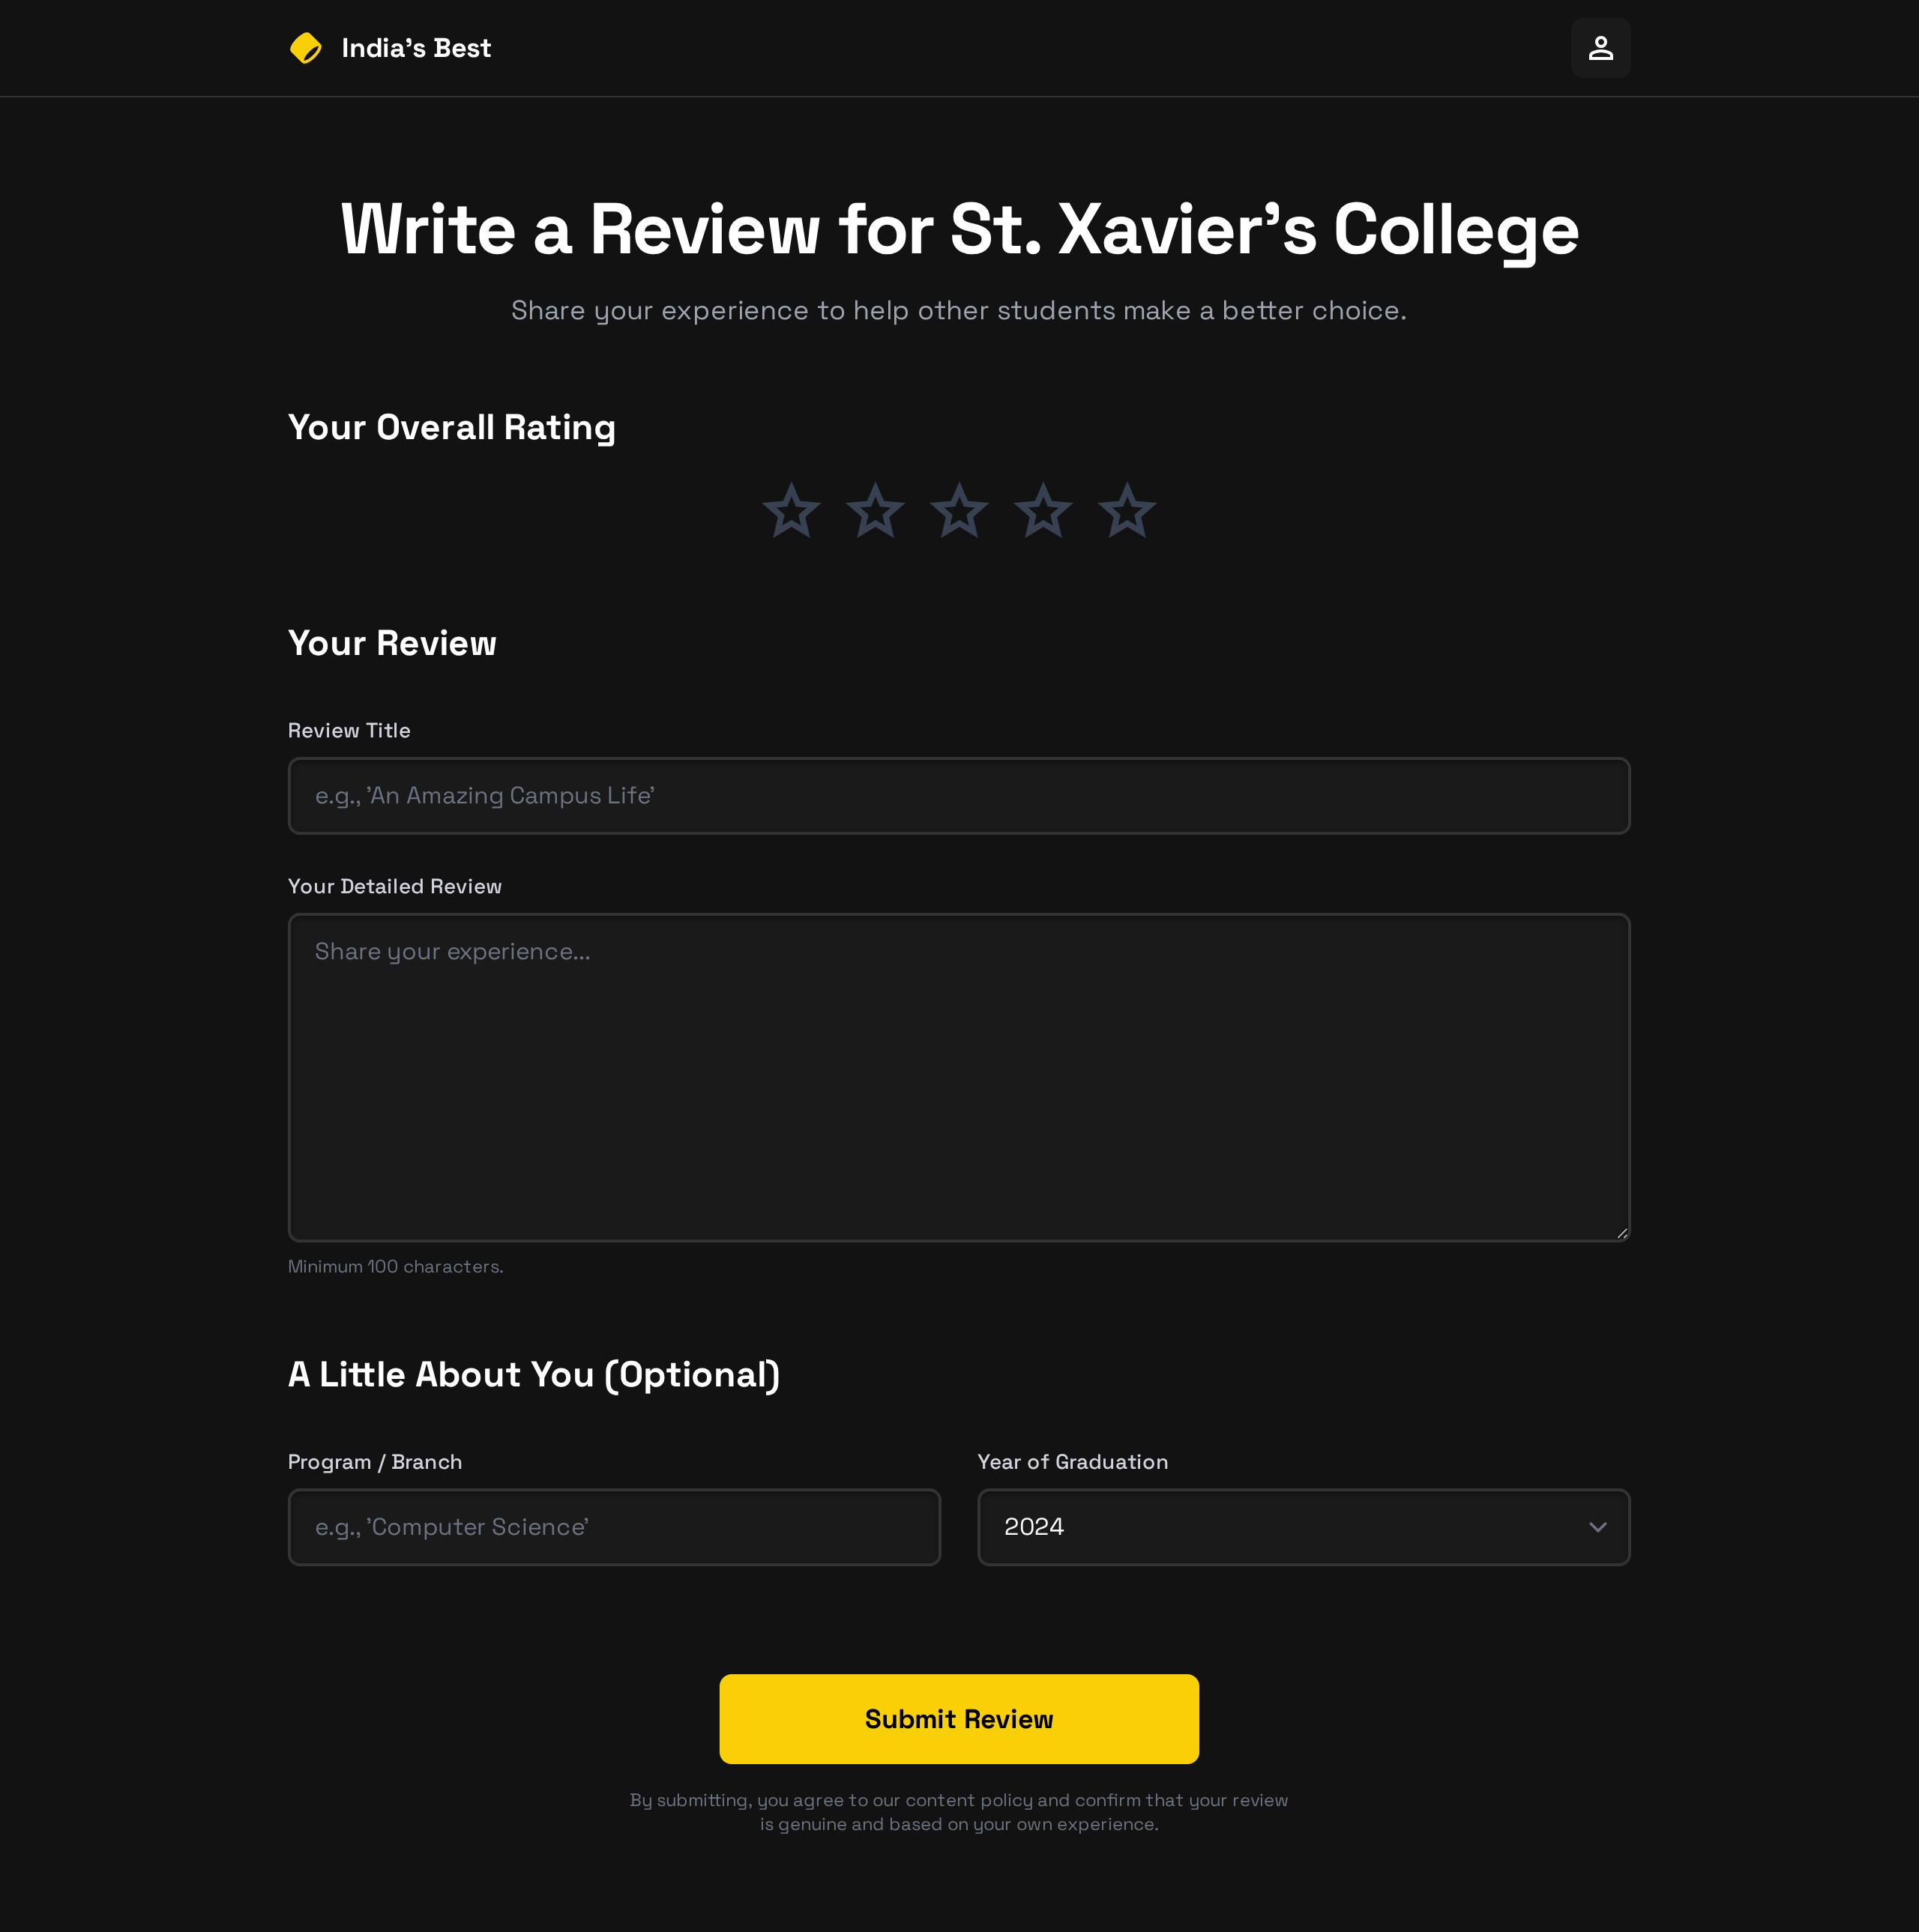 India's Best
Write a Review for St. Xavier's College
Share your experience to help other students make a better choice.
Your Overall Rating
Your Review
Review Title
e.g., 'An Amazing Campus Life'
Your Detailed Review
Share your experience...
Minimum 100 characters.
A Little About You (Optional)
Program / Branch
Year of Graduation
e.g., 'Computer Science'
2024
Submit Review
By submitting, you agree to our content policy and confirm that your review
is genuine and based on your own experience.